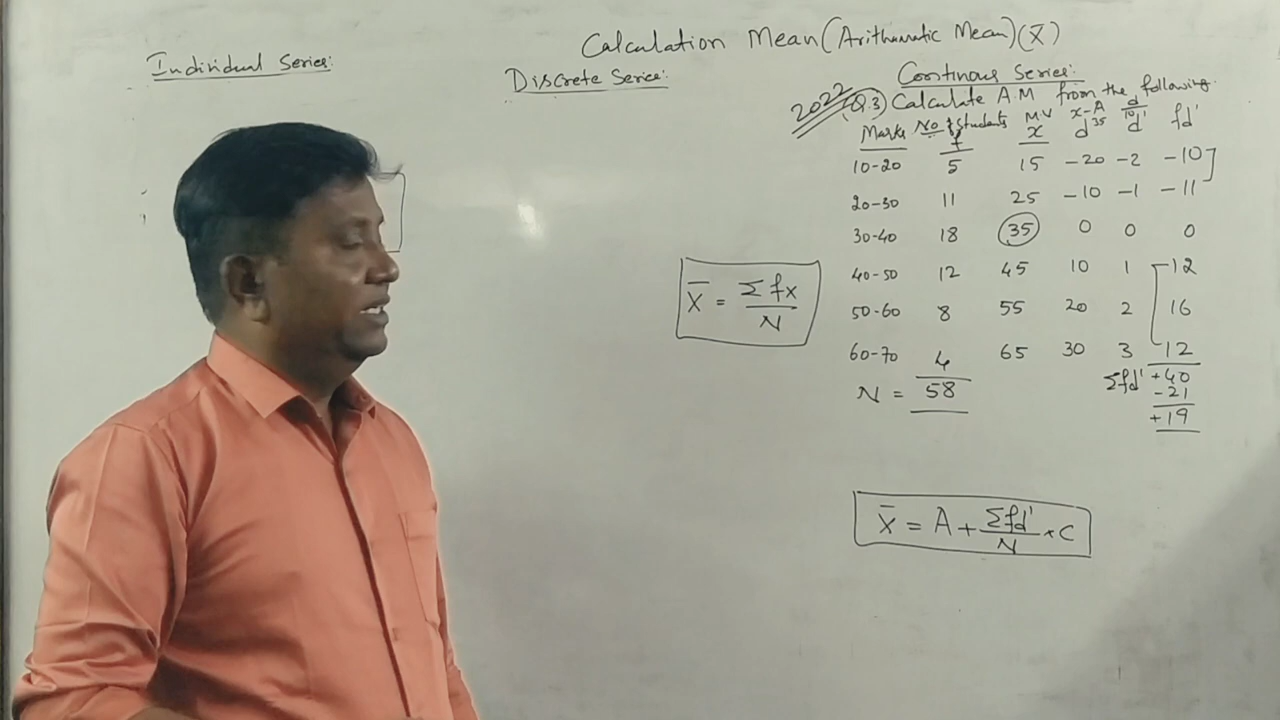 Calculation Mean (Arithmatic Mean) (X̄)
Individual Series:
Discrete Series:
Continous Series:
2022 Q.3) Calculate A.M from the following.
Marks No of Students M.V x-A d/10
f x d35 d' fd'
10-20 5 15 -20 -2 -10
20-30 11 25 -10 -1 -11
30-40 18 35 0 0 0
40-50 12 45 10 1 12
50-60 8 55 20 2 16
60-70 4 65 30 3 12
N = 58 Σfd' +40
-21
+19
X̄ = Σfx/N
X̄ = A + Σfd'/N × C